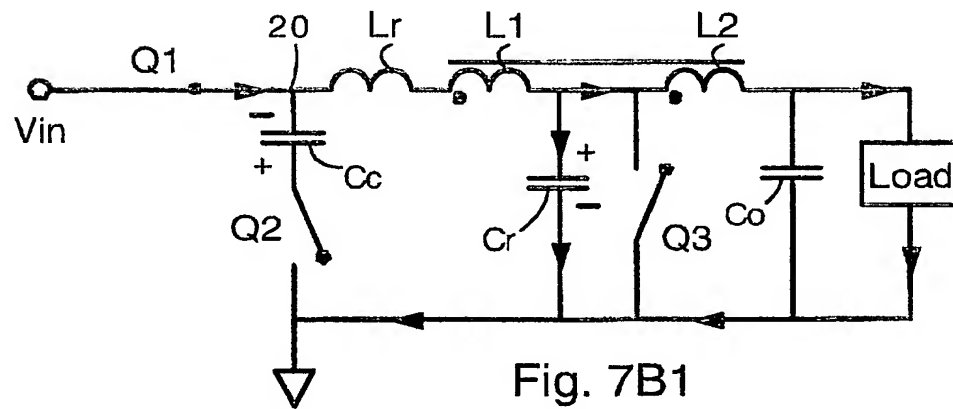 20 Lr L1 L2
Q1
Vin
− + Cc
+ − Cr
Co
Load
Q2
Q3
Fig. 7B1